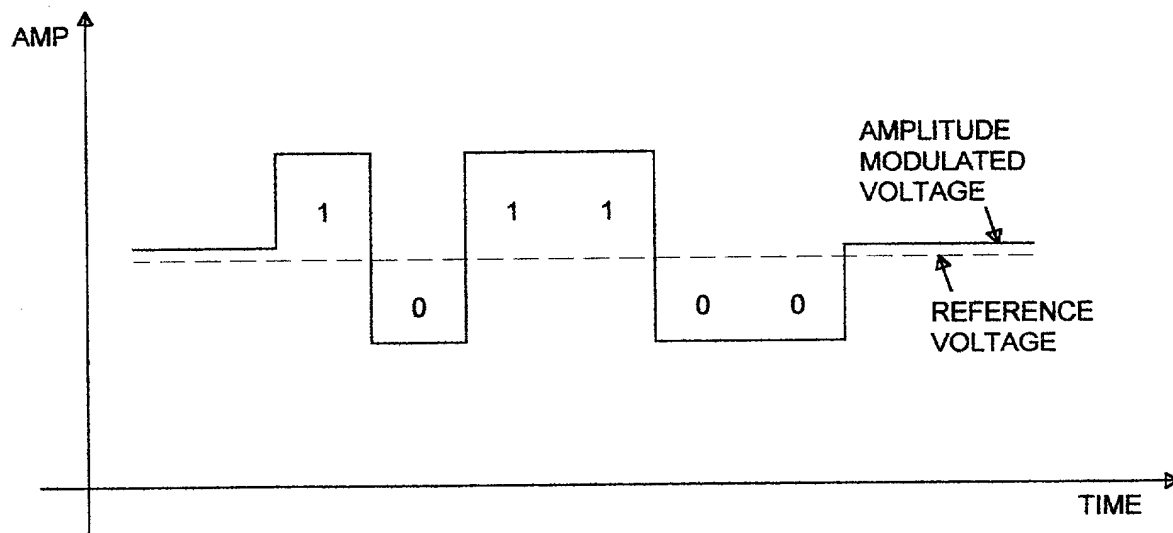 AMP
AMPLITUDE
MODULATED
VOLTAGE
1
1 1
0
0 0
REFERENCE
VOLTAGE
TIME